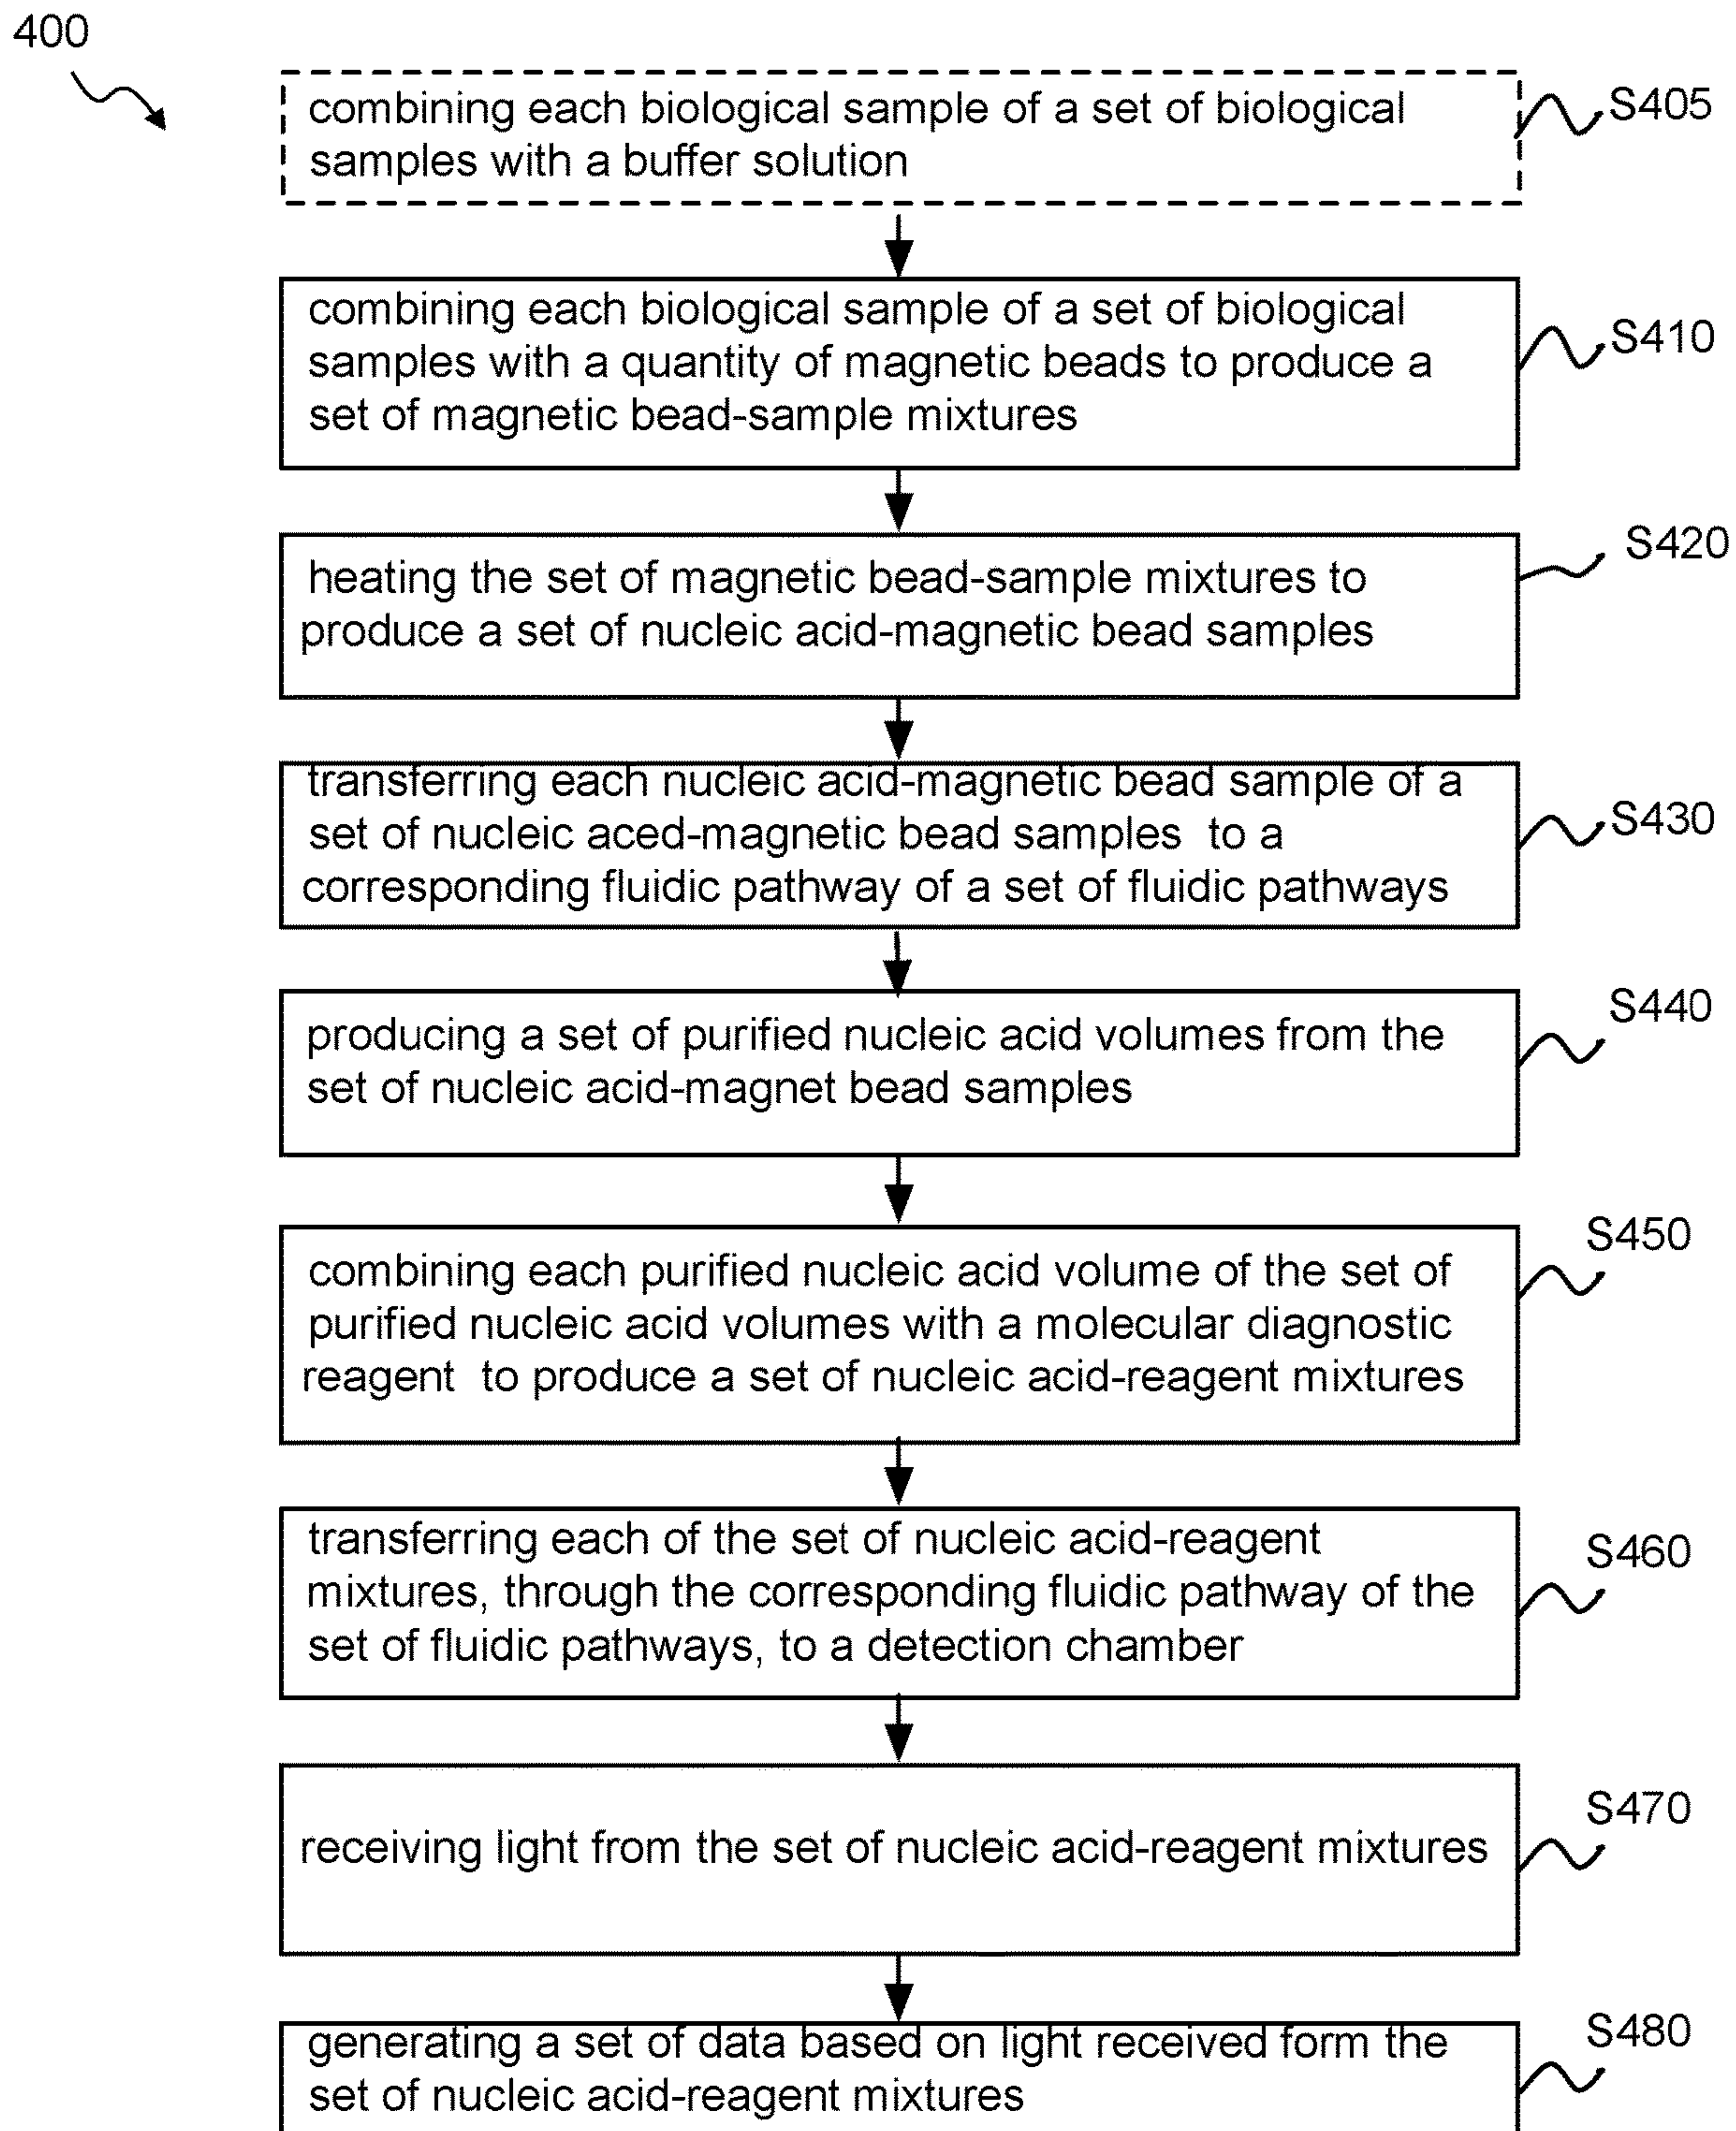 400
combining each biological sample of a set of biological
samples with a buffer solution
S405
combining each biological sample of a set of biological
samples with a quantity of magnetic beads to produce a
set of magnetic bead-sample mixtures
S410
heating the set of magnetic bead-sample mixtures to
produce a set of nucleic acid-magnetic bead samples
S420
transferring each nucleic acid-magnetic bead sample of a
set of nucleic aced-magnetic bead samples to a
corresponding fluidic pathway of a set of fluidic pathways
S430
producing a set of purified nucleic acid volumes from the
set of nucleic acid-magnet bead samples
S440
combining each purified nucleic acid volume of the set of
purified nucleic acid volumes with a molecular diagnostic
reagent to produce a set of nucleic acid-reagent mixtures
S450
transferring each of the set of nucleic acid-reagent
mixtures, through the corresponding fluidic pathway of the
set of fluidic pathways, to a detection chamber
S460
receiving light from the set of nucleic acid-reagent mixtures
S470
generating a set of data based on light received form the
set of nucleic acid-reagent mixtures
S480